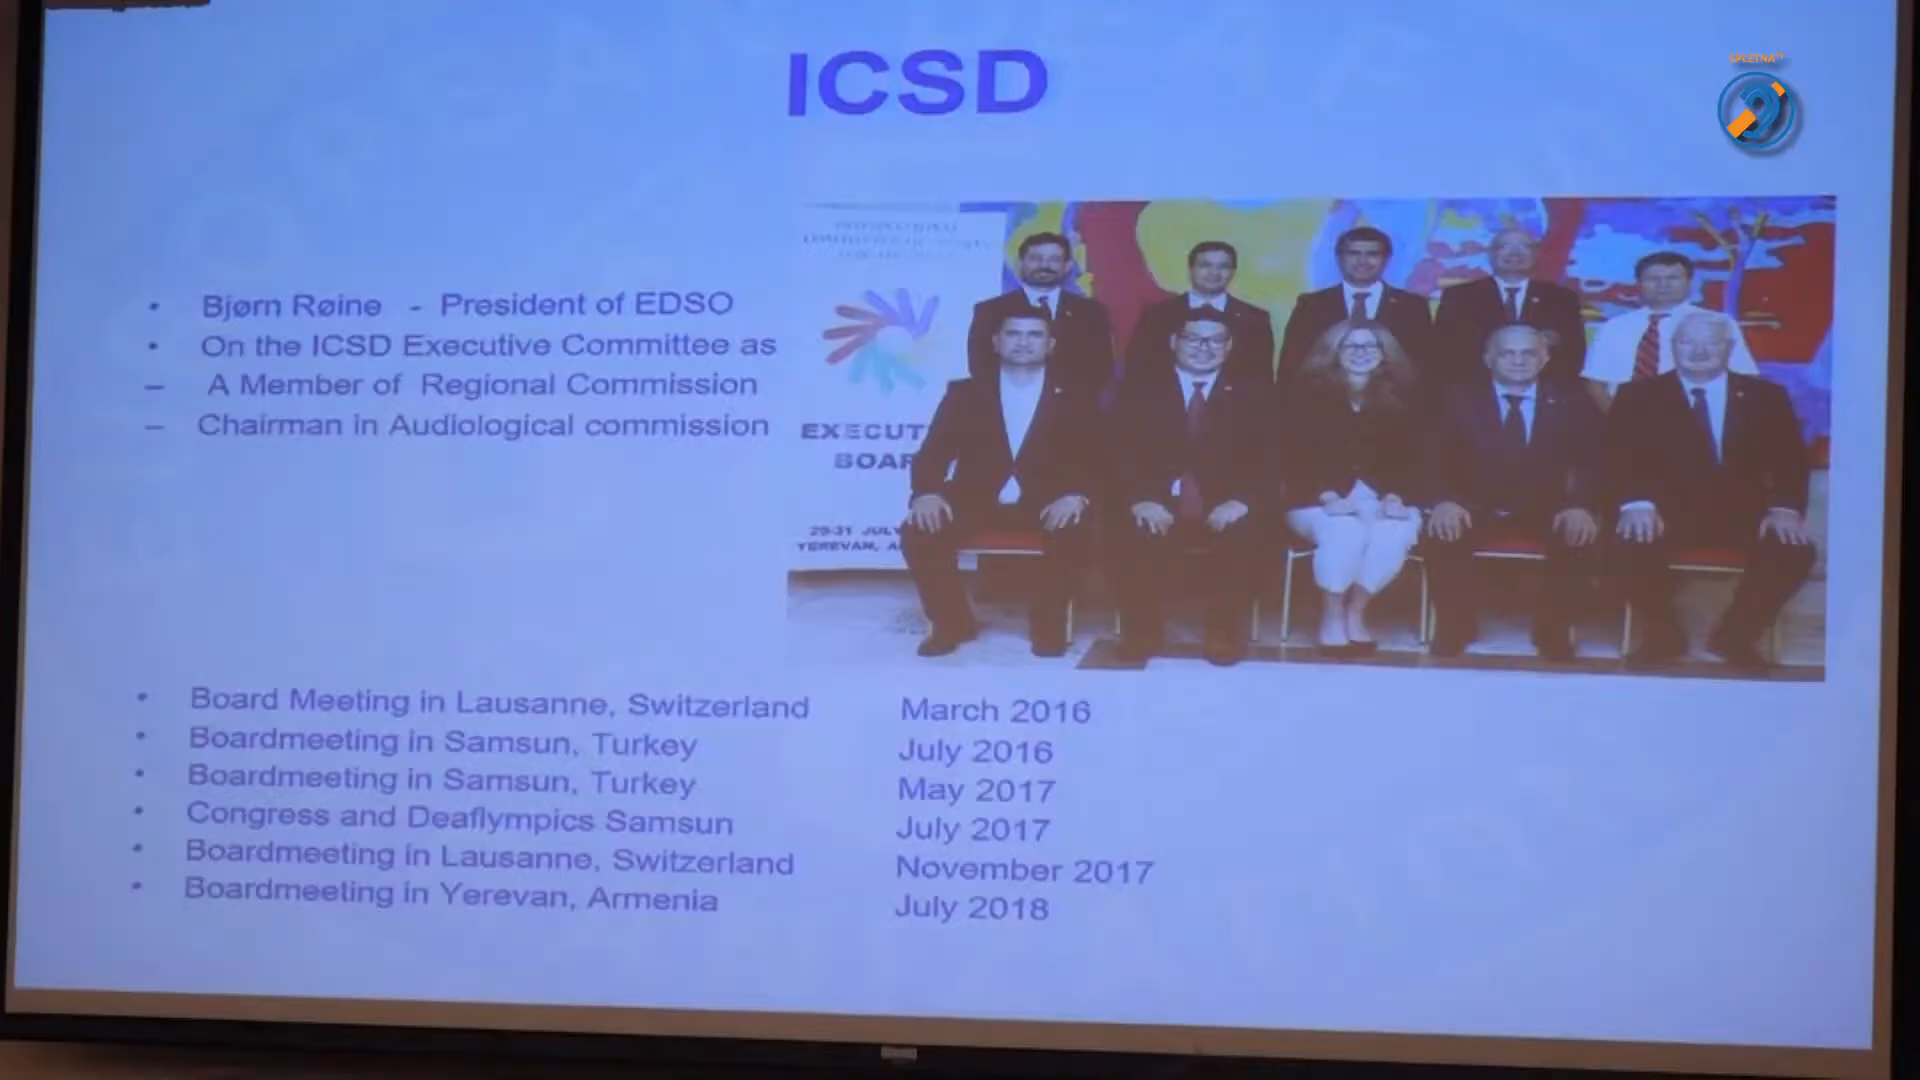 ICSD
SPLETNA TV
• Bjørn Røine - President of EDSO
• On the ICSD Executive Committee as
– A Member of Regional Commission
– Chairman in Audiological commission
INTERNATIONAL
EXECUT
BOAR
YEREVAN, A
• Board Meeting in Lausanne, Switzerland March 2016
• Boardmeeting in Samsun, Turkey July 2016
• Boardmeeting in Samsun, Turkey May 2017
• Congress and Deaflympics Samsun July 2017
• Boardmeeting in Lausanne, Switzerland November 2017
• Boardmeeting in Yerevan, Armenia July 2018